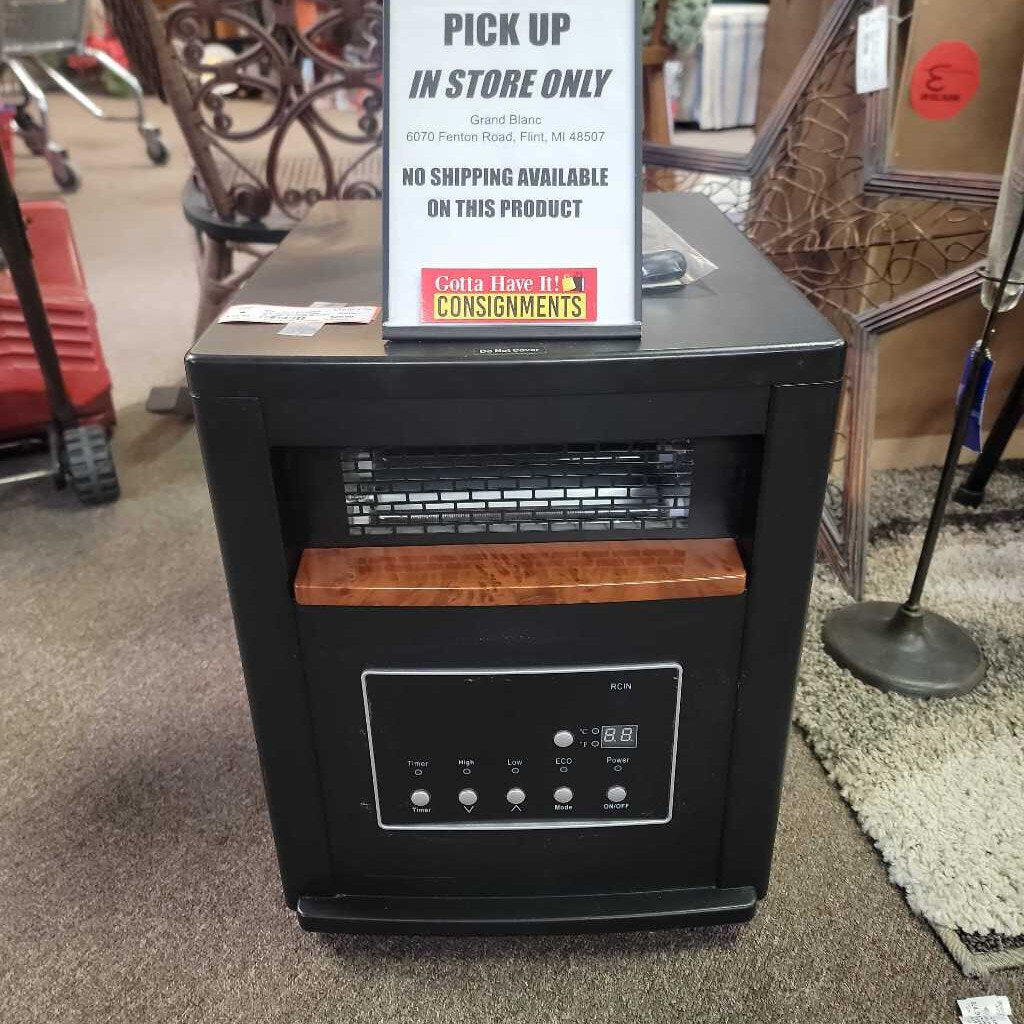 PICK UP
IN STORE ONLY
Grand Blanc
6070 Fenton Road, Flint, MI 48507
NO SHIPPING AVAILABLE
ON THIS PRODUCT
Gotta Have It!
CONSIGNMENTS
Do Not Cover
RCIN
°C
°F
Timer High Low ECO Power
Timer Mode ON/OFF